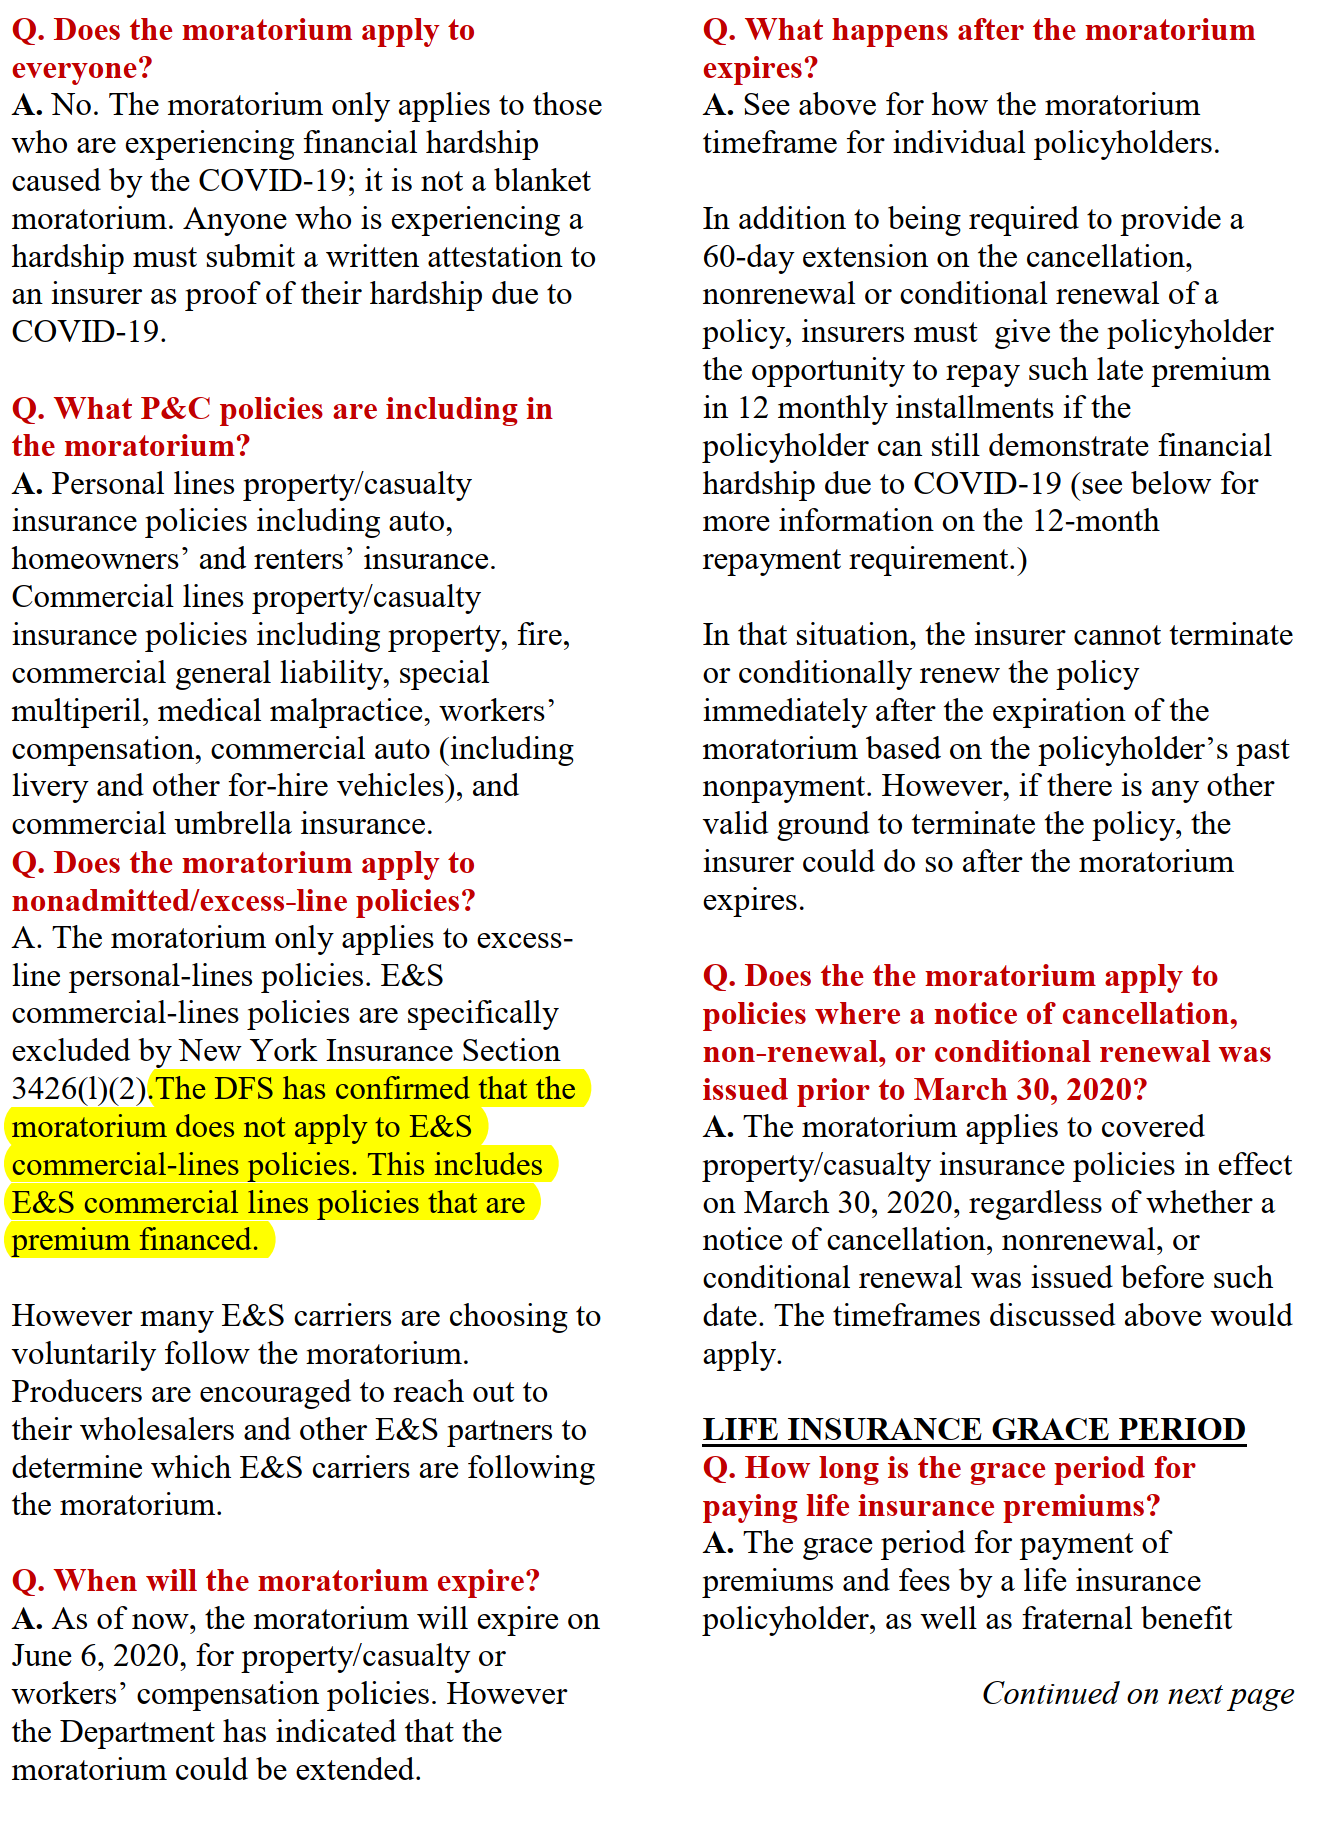 Q. Does the moratorium apply to
everyone?
A. No. The moratorium only applies to those
who are experiencing financial hardship
caused by the COVID-19; it is not a blanket
moratorium. Anyone who is experiencing a
hardship must submit a written attestation to
an insurer as proof of their hardship due to
COVID-19.
Q. What P&C policies are including in
the moratorium?
A. Personal lines property/casualty
insurance policies including auto,
homeowners’ and renters’ insurance.
Commercial lines property/casualty
insurance policies including property, fire,
commercial general liability, special
multiperil, medical malpractice, workers’
compensation, commercial auto (including
livery and other for-hire vehicles), and
commercial umbrella insurance.
Q. Does the moratorium apply to
nonadmitted/excess-line policies?
A. The moratorium only applies to excess-
line personal-lines policies. E&S
commercial-lines policies are specifically
excluded by New York Insurance Section
3426(l)(2).The DFS has confirmed that the
moratorium does not apply to E&S
commercial-lines policies. This includes
E&S commercial lines policies that are
premium financed.
However many E&S carriers are choosing to
voluntarily follow the moratorium.
Producers are encouraged to reach out to
their wholesalers and other E&S partners to
determine which E&S carriers are following
the moratorium.
Q. When will the moratorium expire?
A. As of now, the moratorium will expire on
June 6, 2020, for property/casualty or
workers’ compensation policies. However
the Department has indicated that the
moratorium could be extended.
Q. What happens after the moratorium
expires?
A. See above for how the moratorium
timeframe for individual policyholders.
In addition to being required to provide a
60-day extension on the cancellation,
nonrenewal or conditional renewal of a
policy, insurers must  give the policyholder
the opportunity to repay such late premium
in 12 monthly installments if the
policyholder can still demonstrate financial
hardship due to COVID-19 (see below for
more information on the 12-month
repayment requirement.)
In that situation, the insurer cannot terminate
or conditionally renew the policy
immediately after the expiration of the
moratorium based on the policyholder’s past
nonpayment. However, if there is any other
valid ground to terminate the policy, the
insurer could do so after the moratorium
expires.
Q. Does the the moratorium apply to
policies where a notice of cancellation,
non-renewal, or conditional renewal was
issued prior to March 30, 2020?
A. The moratorium applies to covered
property/casualty insurance policies in effect
on March 30, 2020, regardless of whether a
notice of cancellation, nonrenewal, or
conditional renewal was issued before such
date. The timeframes discussed above would
apply.
LIFE INSURANCE GRACE PERIOD
Q. How long is the grace period for
paying life insurance premiums?
A. The grace period for payment of
premiums and fees by a life insurance
policyholder, as well as fraternal benefit
Continued on next page